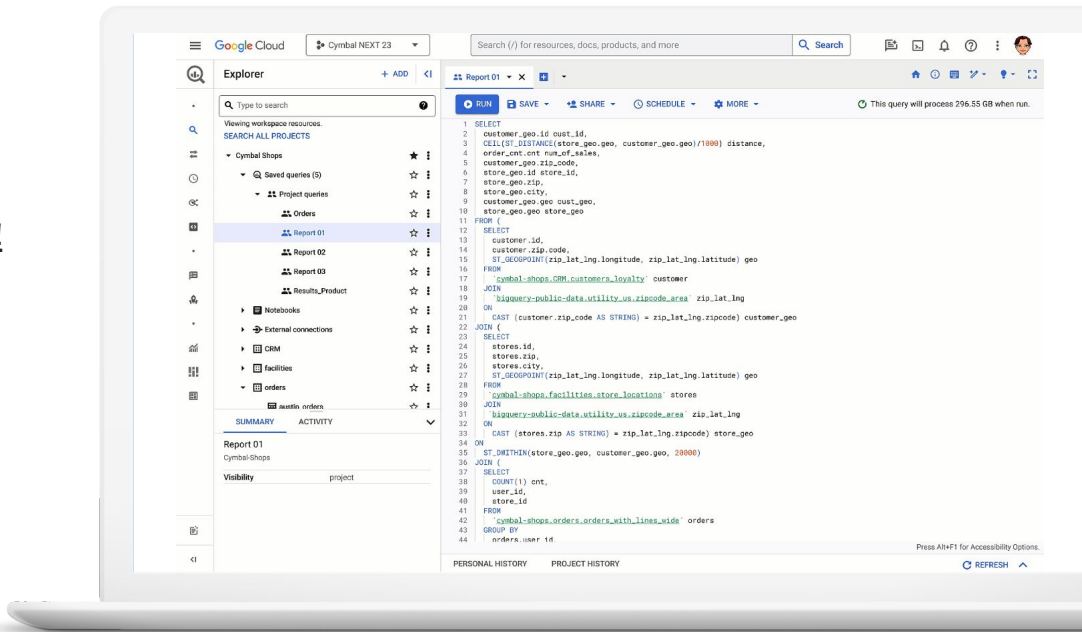 Google Cloud
Cymbal NEXT 23
Search (/) for resources, docs, products, and more
Search
Explorer
+ ADD
Type to search
Viewing workspace resources.
SEARCH ALL PROJECTS
Cymbal Shops
Saved queries (5)
Project queries
Orders
Report 01
Report 02
Report 03
Results_Product
Notebooks
External connections
CRM
facilities
orders
austin_orders
SUMMARY ACTIVITY
Report 01
Cymbal-Shops
Visibility project
Report 01
RUN SAVE SHARE SCHEDULE MORE
This query will process 296.55 GB when run.
1 SELECT
2 customer_geo.id cust_id,
3 CEIL(ST_DISTANCE(store_geo.geo, customer_geo.geo)/1000) distance,
4 order_cnt.cnt num_of_sales,
5 customer_geo.zip_code,
6 store_geo.id store_id,
7 store_geo.zip,
8 store_geo.city,
9 customer_geo.geo cust_geo,
10 store_geo.geo store_geo
11 FROM (
12 SELECT
13 customer.id,
14 customer.zip_code,
15 ST_GEOGPOINT(zip_lat_lng.longitude, zip_lat_lng.latitude) geo
16 FROM
17 `cymbal-shops.CRM.customers_loyalty` customer
18 JOIN
19 `bigquery-public-data.utility_us.zipcode_area` zip_lat_lng
20 ON
21 CAST (customer.zip_code AS STRING) = zip_lat_lng.zipcode) customer_geo
22 JOIN (
23 SELECT
24 stores.id,
25 stores.zip,
26 stores.city,
27 ST_GEOGPOINT(zip_lat_lng.longitude, zip_lat_lng.latitude) geo
28 FROM
29 `cymbal-shops.facilities.store_locations` stores
30 JOIN
31 `bigquery-public-data.utility_us.zipcode_area` zip_lat_lng
32 ON
33 CAST (stores.zip AS STRING) = zip_lat_lng.zipcode) store_geo
34 ON
35 ST_DWITHIN(store_geo.geo, customer_geo.geo, 20000)
36 JOIN (
37 SELECT
38 COUNT(1) cnt,
39 user_id,
40 store_id
41 FROM
42 `cymbal-shops.orders.orders_with_lines_wide` orders
43 GROUP BY
44 orders.user_id,
Press Alt+F1 for Accessibility Options.
PERSONAL HISTORY PROJECT HISTORY
REFRESH